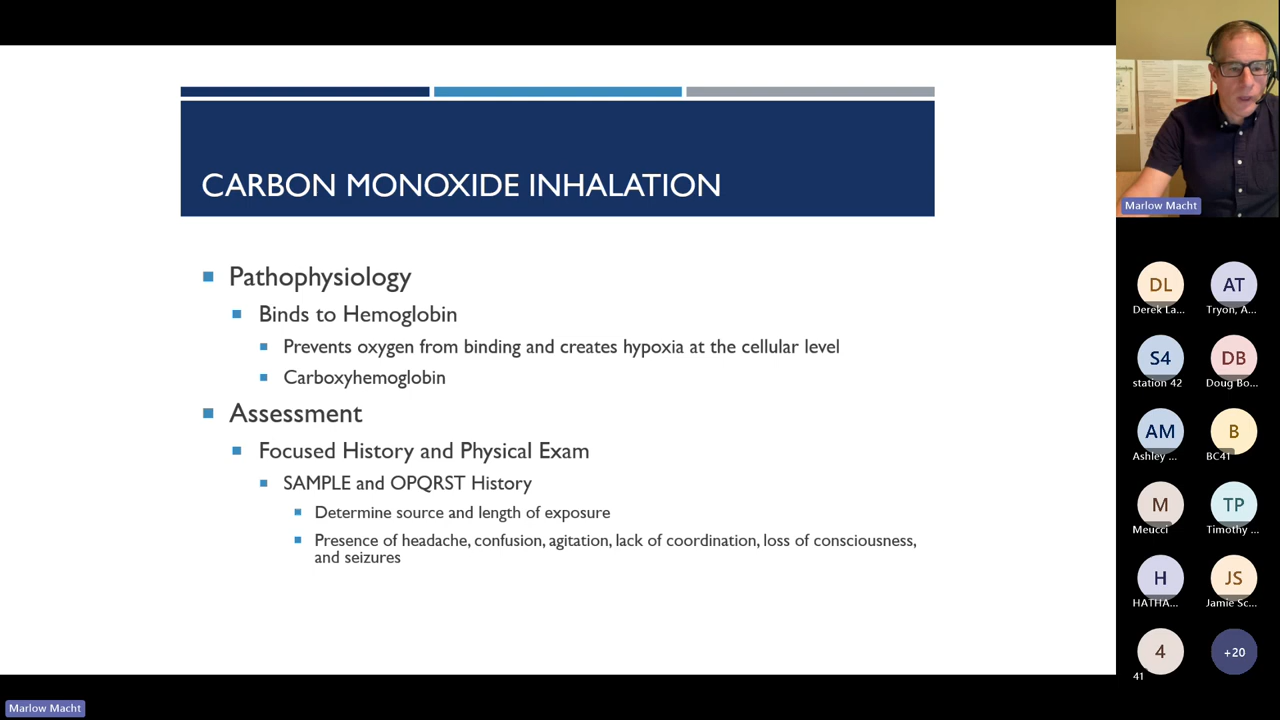 CARBON MONOXIDE INHALATION
Pathophysiology
Binds to Hemoglobin
Prevents oxygen from binding and creates hypoxia at the cellular level
Carboxyhemoglobin
Assessment
Focused History and Physical Exam
SAMPLE and OPQRST History
Determine source and length of exposure
Presence of headache, confusion, agitation, lack of coordination, loss of consciousness,
and seizures
Marlow Macht
DL
AT
Derek La...
Tryon, A...
S4
DB
station 42
Doug Bo...
AM
B
Ashley ...
BC41
M
TP
Meucci
Timothy ...
H
JS
HATHA...
Jamie Sc...
4
+20
41
Marlow Macht